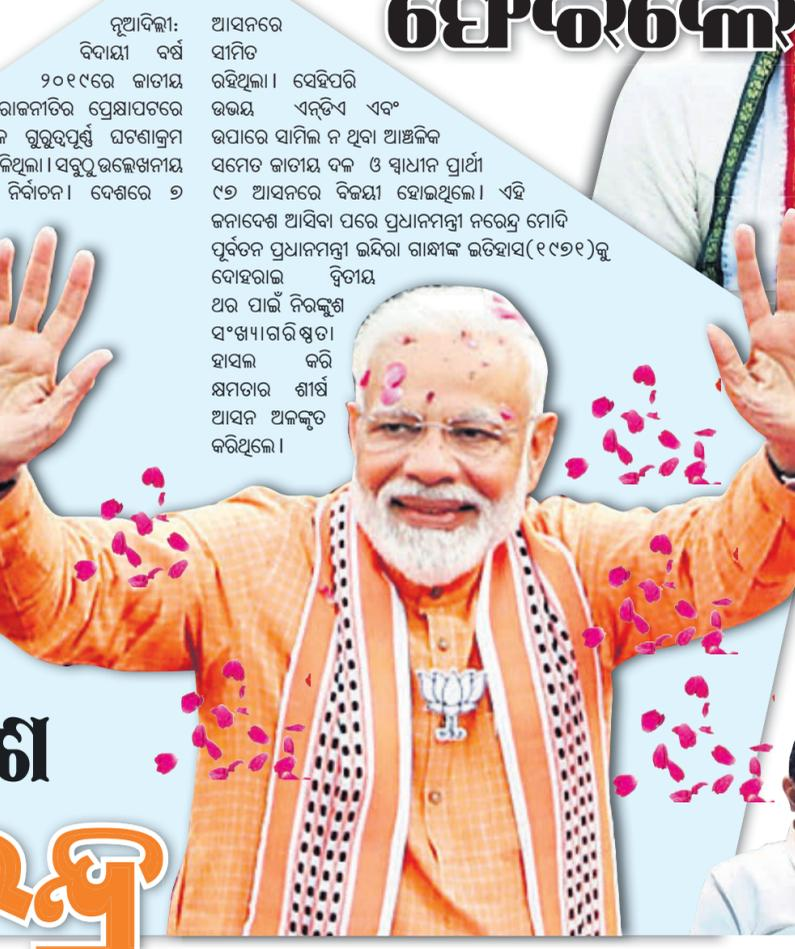 ଫେରିଲେ
ନୂଆଦିଲ୍ଲୀ:
ବିଦାୟୀ ବର୍ଷ
୨୦୧୯ରେ ଜାତୀୟ
ରାଜନୀତିର ପ୍ରେକ୍ଷାପଟରେ
ଗୁରୁତ୍ୱପୂର୍ଣ୍ଣ ଘଟଣାକ୍ରମ
ଳିଥିଲା । ସବୁଠୁ ଉଲ୍ଲେଖନୀୟ
ନିର୍ବାଚନ। ଦେଶରେ ୭
ଆସନରେ
ସୀମିତ
ରହିଥିଲା। ସେହିପରି
ଉଭୟ ଏନ୍‌ଡିଏ ଏବଂ
ଉପାରେ ସାମିଲ ନ ଥିବା ଆଞ୍ଚଳିକ
ସମେତ ଜାତୀୟ ଦଳ ଓ ସ୍ୱାଧୀନ ପ୍ରାର୍ଥୀ
୯୭ ଆସନରେ ବିଜୟୀ ହୋଇଥିଲେ। ଏହି
ଜନାଦେଶ ଆସିବା ପରେ ପ୍ରଧାନମନ୍ତ୍ରୀ ନରେନ୍ଦ୍ର ମୋଦି
ପୂର୍ବତନ ପ୍ରଧାନମନ୍ତ୍ରୀ ଇନ୍ଦିରା ଗାନ୍ଧୀଙ୍କ ଇତିହାସ(୧୯୭୧)କୁ
ଦୋହରାଇ ଦ୍ୱିତୀୟ
ଥର ପାଇଁ ନିରଙ୍କୁଶ
ସଂଖ୍ୟାଗରିଷ୍ଠତା
ହାସଲ କରି
କ୍ଷମତାର ଶୀର୍ଷ
ଆସନ ଅଳଙ୍କୃତ
କରିଥିଲେ।